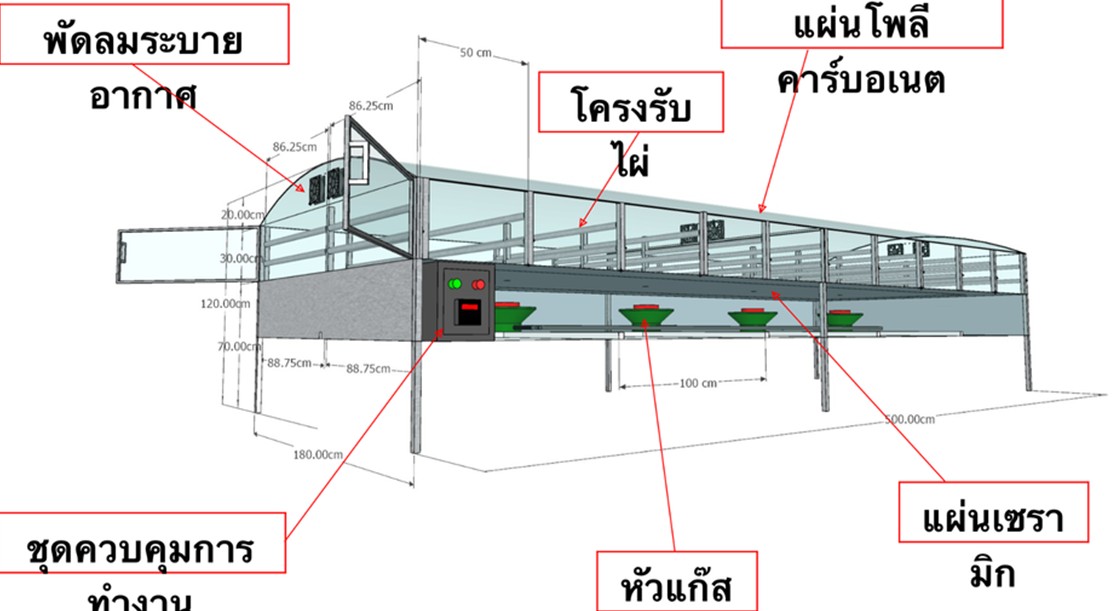 พัดลมระบาย
อากาศ
แผ่นโพลี
คาร์บอเนต
โครงรับ
ไผ่
50 cm
86.25cm
86.25cm
20.00cm
30.00cm
120.00cm
70.00cm
88.75cm
88.75cm
100 cm
500.00cm
180.00cm
ชุดควบคุมการ
ทำงาน
หัวแก๊ส
แผ่นเซรา
มิก